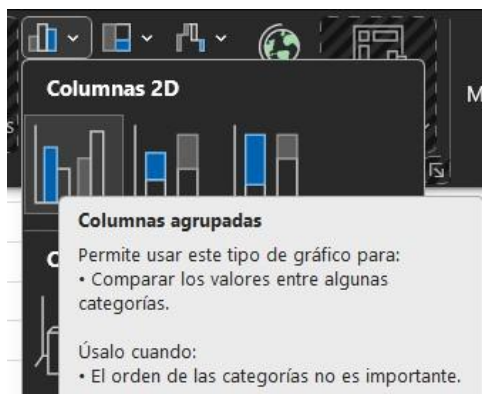 Columnas 2D
Columnas agrupadas
Permite usar este tipo de gráfico para:
• Comparar los valores entre algunas
categorías.
Úsalo cuando:
• El orden de las categorías no es importante.